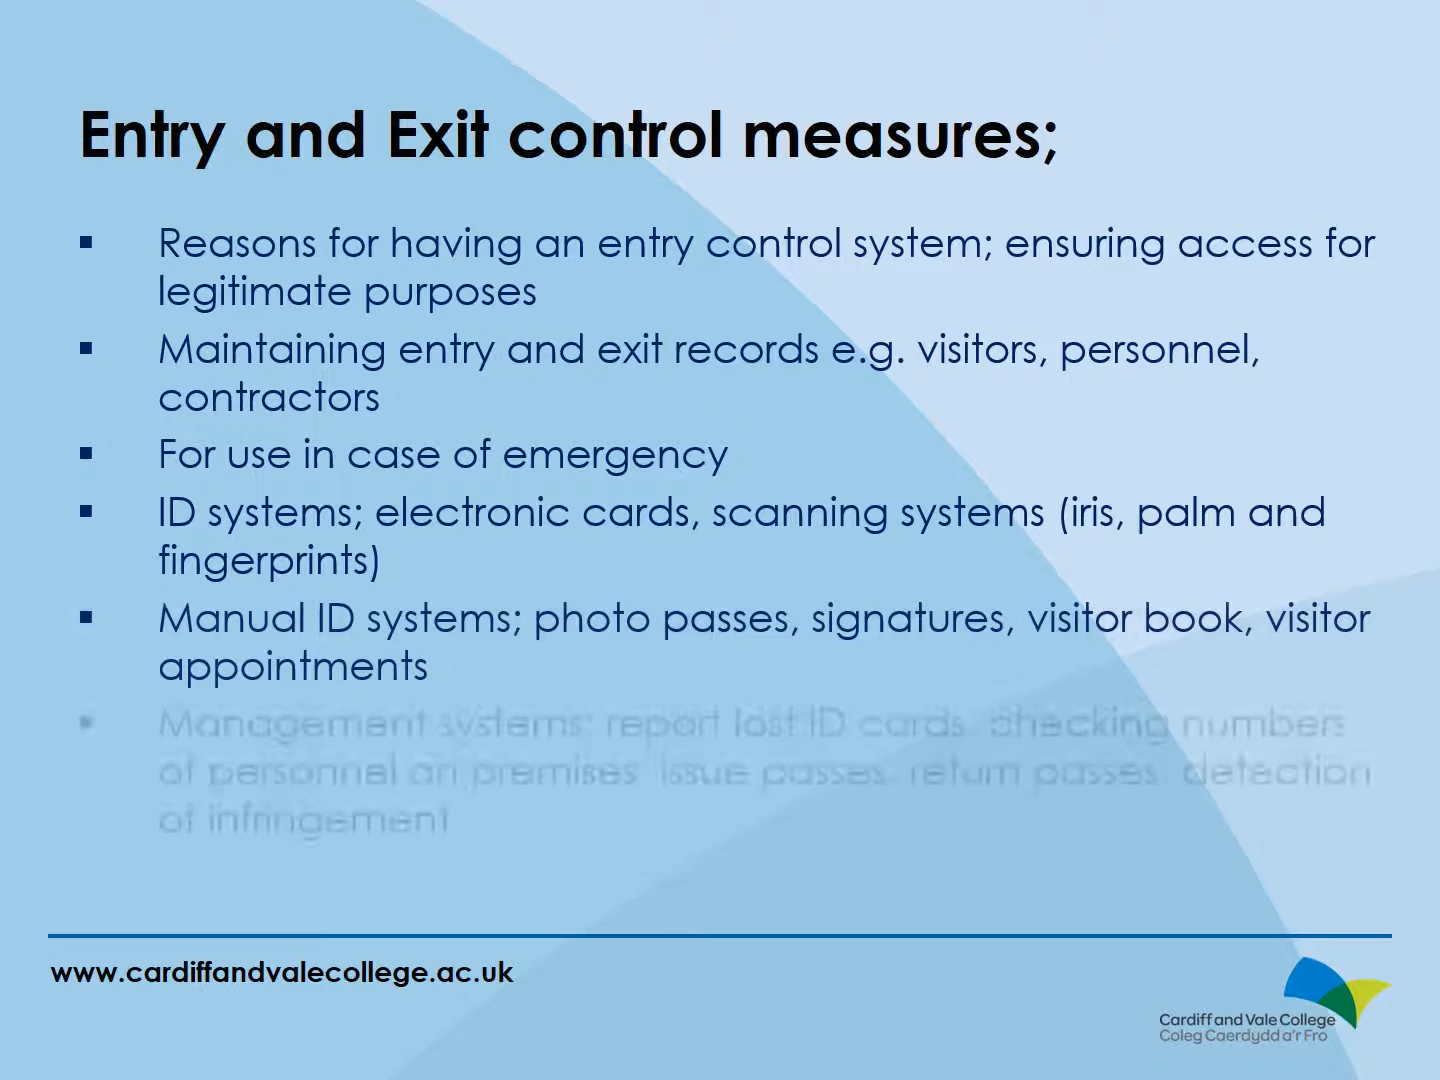 Entry and Exit control measures;
▪ Reasons for having an entry control system; ensuring access for
legitimate purposes
▪ Maintaining entry and exit records e.g. visitors, personnel,
contractors
▪ For use in case of emergency
▪ ID systems; electronic cards, scanning systems (iris, palm and
fingerprints)
▪ Manual ID systems; photo passes, signatures, visitor book, visitor
appointments
▪ Management systems; report lost ID cards, checking numbers
of personnel on premises, issue passes, return passes, detection
of infringement
www.cardiffandvalecollege.ac.uk
Cardiff and Vale College
Coleg Caerdydd a'r Fro